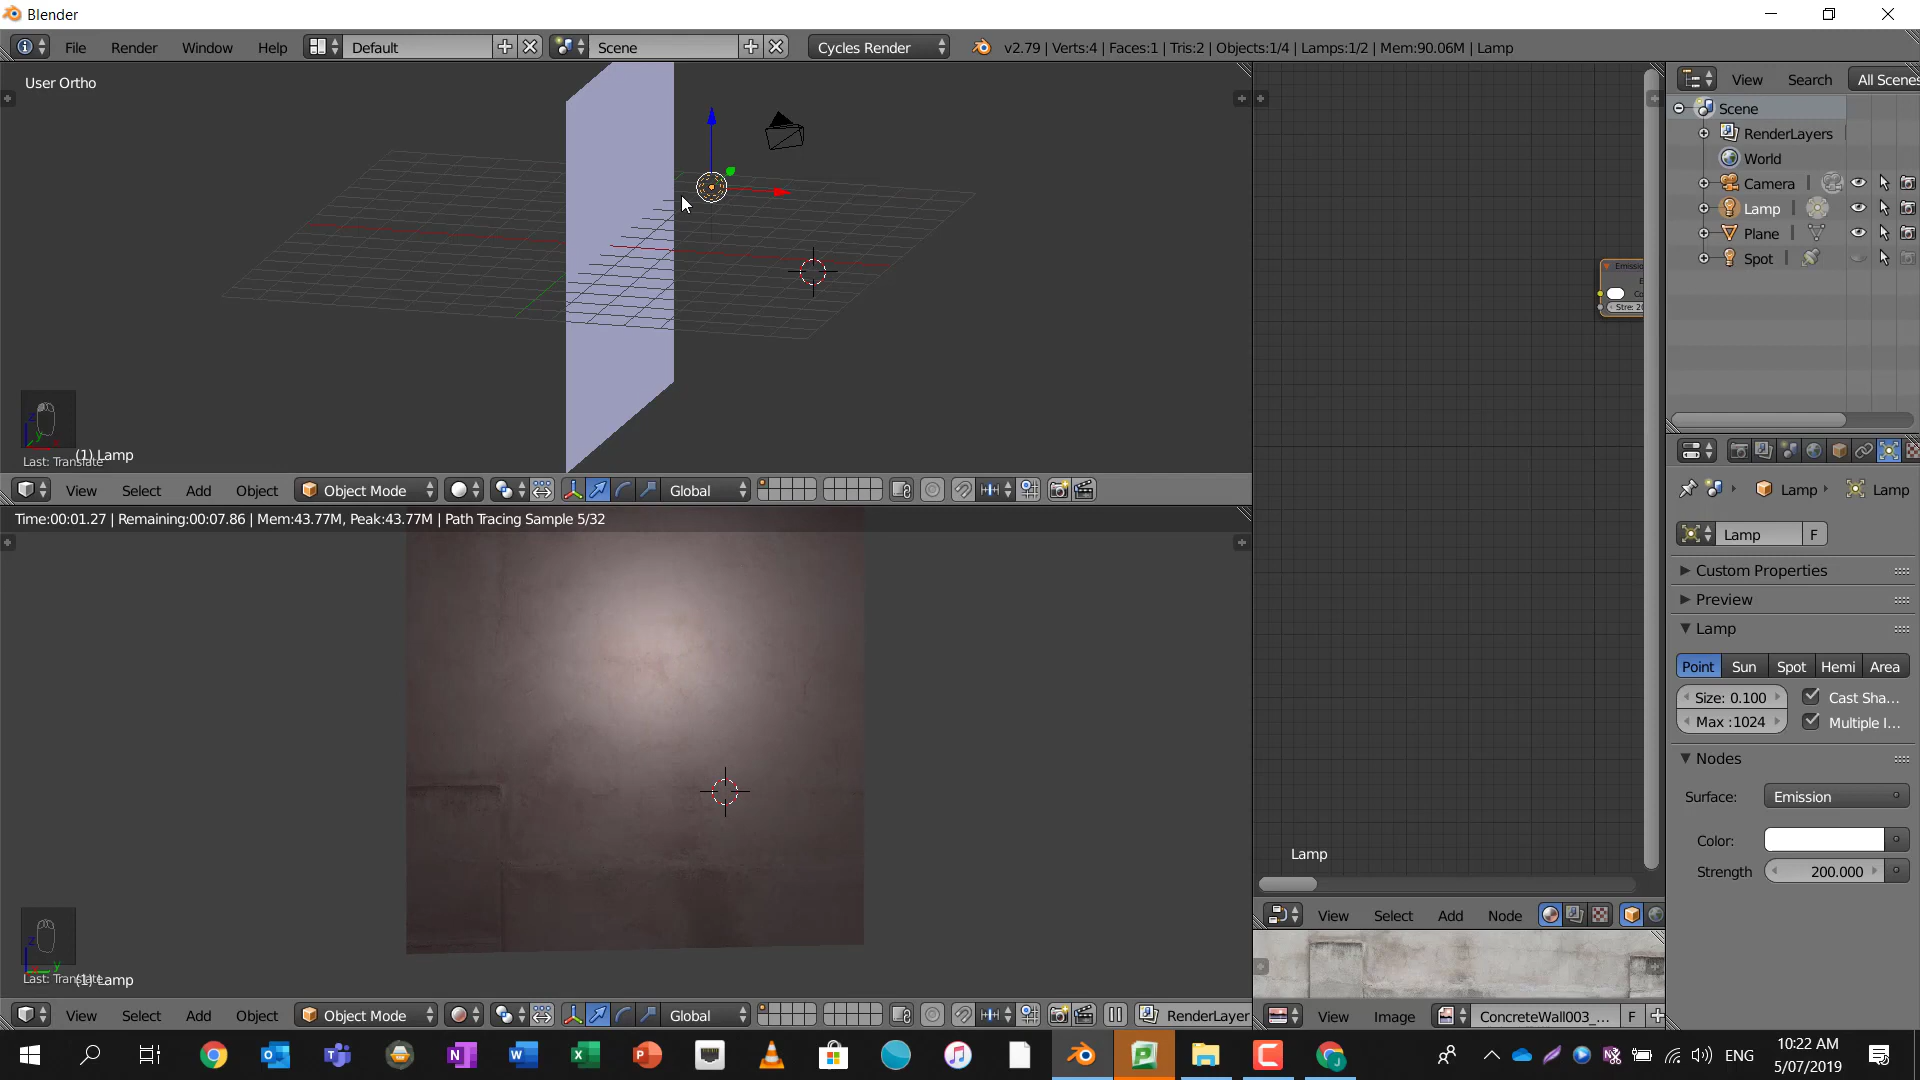 Blender
File Render Window Help Default Scene Cycles Render v2.79 | Verts:4 | Faces:1 | Tris:2 | Objects:1/4 | Lamps:1/2 | Mem:90.06M | Lamp
User Ortho
(1) Lamp
View Select Add Object Object Mode Global
Time:00:01.27 | Remaining:00:07.86 | Mem:43.77M, Peak:43.77M | Path Tracing Sample 5/32
(1) Lamp
View Select Add Object Object Mode Global RenderLayer
Lamp
View Select Add Node
View Image ConcreteWall003_... F
View Search All Scenes
Scene
RenderLayers
World
Camera
Lamp
Plane
Spot
Lamp Lamp
Lamp F
Custom Properties
Preview
Lamp
Point Sun Spot Hemi Area
Size: 0.100 Cast Sha...
Max :1024 Multiple I...
Nodes
Surface: Emission
Color:
Strength 200.000
ENG
10:22 AM
5/07/2019